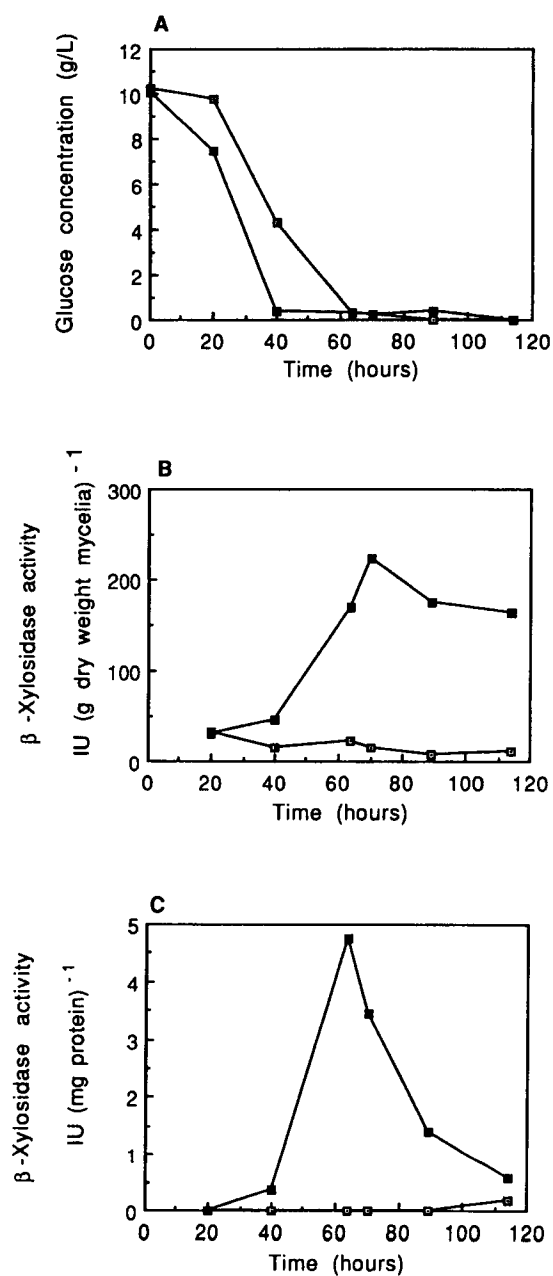 A
Glucose concentration (g/L)
12
10
8
6
4
2
0
0 20 40 60 80 100 120
Time (hours)
B
β-Xylosidase activity
IU (g dry weight mycelia) -1
300
200
100
0
0 20 40 60 80 100 120
Time (hours)
C
β-Xylosidase activity
IU (mg protein) -1
5
4
3
2
1
0
0 20 40 60 80 100 120
Time (hours)